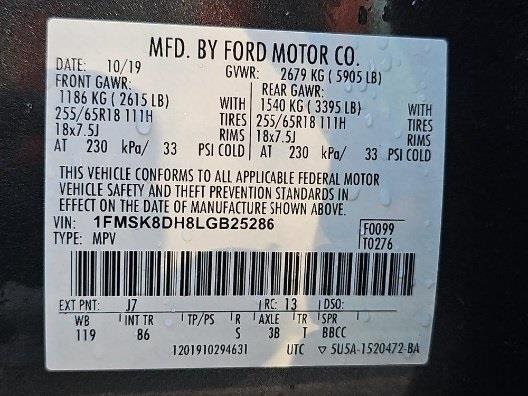 MFD. BY FORD MOTOR CO.
DATE: 10/19 GVWR: 2679 KG ( 5905 LB)
FRONT GAWR: REAR GAWR:
1186 KG ( 2615 LB) WITH 1540 KG ( 3395 LB) WITH
255/65R18 111H TIRES 255/65R18 111H TIRES
18x7.5J RIMS 18x7.5J RIMS
AT 230 kPa/ 33 PSI COLD AT 230 kPa/ 33 PSI COLD
THIS VEHICLE CONFORMS TO ALL APPLICABLE FEDERAL MOTOR
VEHICLE SAFETY AND THEFT PREVENTION STANDARDS IN
EFFECT ON THE DATE OF MANUFACTURE SHOWN ABOVE.
VIN: 1FMSK8DH8LGB25286 F0099
TYPE: MPV T0276
EXT PNT: J7 RC: 13 DSO:
WB INT TR TP/PS R AXLE TR SPR
119 86 S 3B T BBCC
1201910294631 UTC ▽ 5U5A-1520472-BA